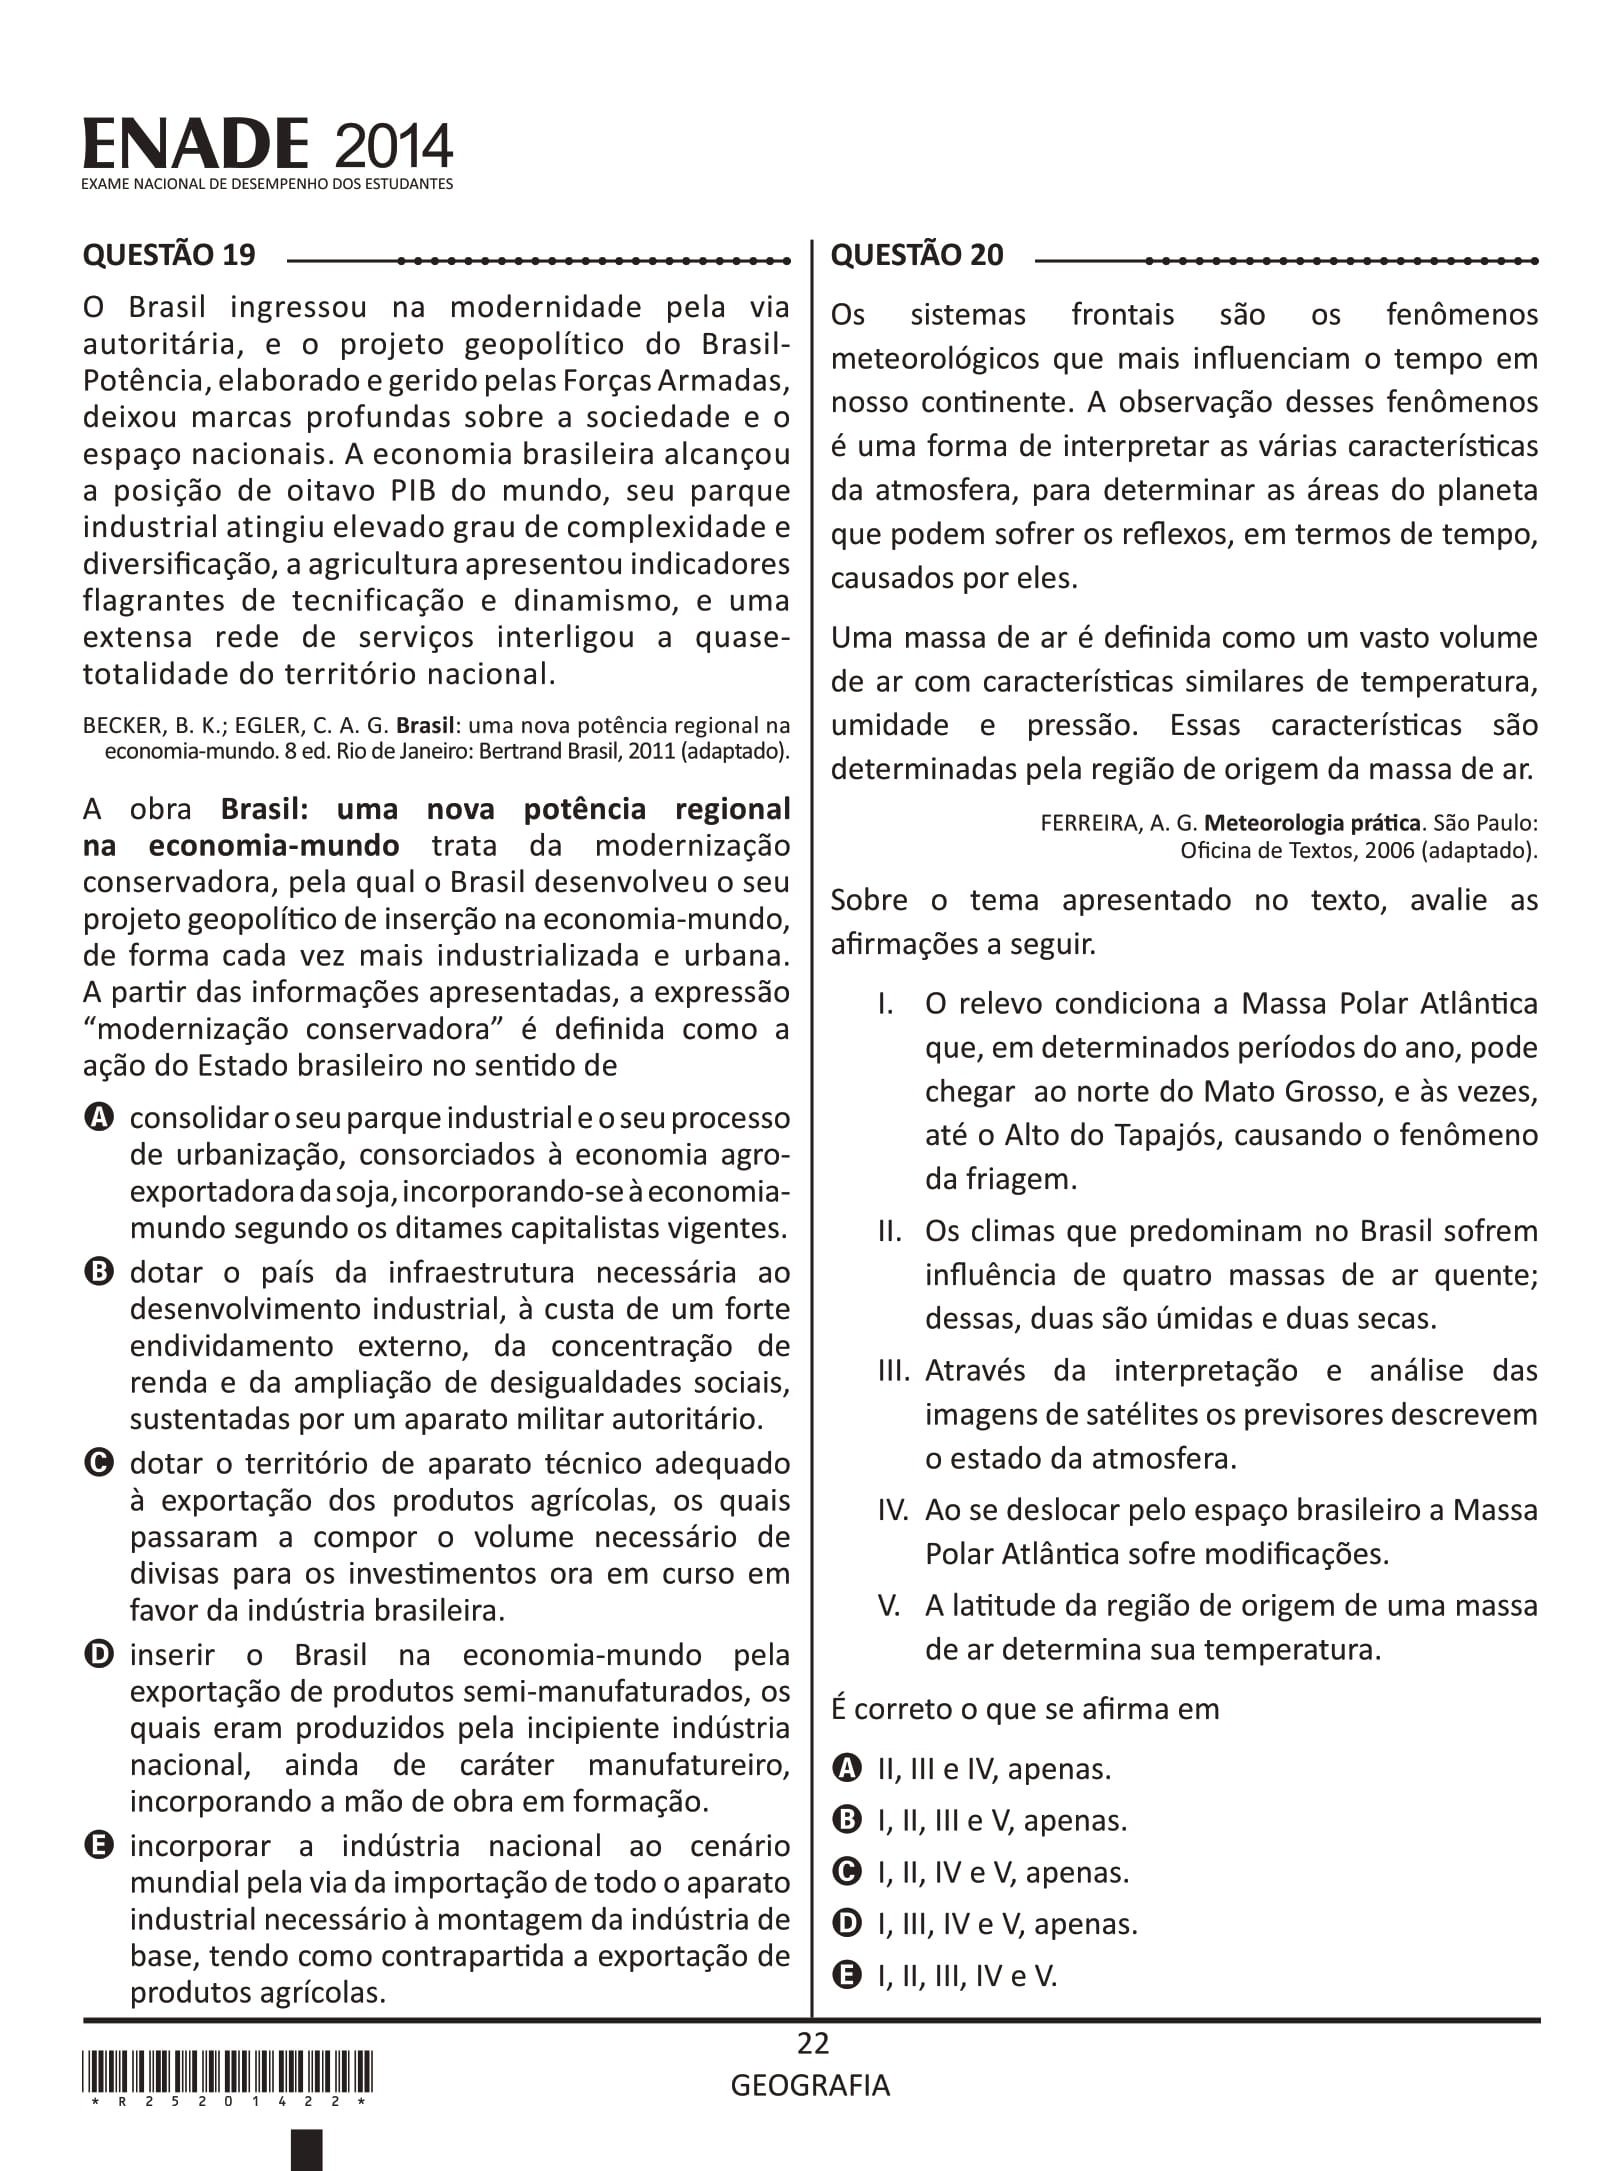 ENADE 2014
EXAME NACIONAL DE DESEMPENHO DOS ESTUDANTES
QUESTÃO 19
O Brasil ingressou na modernidade pela via
autoritária, e o projeto geopolítico do Brasil-
Potência, elaborado e gerido pelas Forças Armadas,
deixou marcas profundas sobre a sociedade e o
espaço nacionais. A economia brasileira alcançou
a posição de oitavo PIB do mundo, seu parque
industrial atingiu elevado grau de complexidade e
diversificação, a agricultura apresentou indicadores
flagrantes de tecnificação e dinamismo, e uma
extensa rede de serviços interligou a quase-
totalidade do território nacional.
BECKER, B. K.; EGLER, C. A. G. Brasil: uma nova potência regional na
economia-mundo. 8 ed. Rio de Janeiro: Bertrand Brasil, 2011 (adaptado).
A obra Brasil: uma nova potência regional
na economia-mundo trata da modernização
conservadora, pela qual o Brasil desenvolveu o seu
projeto geopolítico de inserção na economia-mundo,
de forma cada vez mais industrializada e urbana.
A partir das informações apresentadas, a expressão
“modernização conservadora” é definida como a
ação do Estado brasileiro no sentido de
A consolidar o seu parque industrial e o seu processo
de urbanização, consorciados à economia agro-
exportadora da soja, incorporando-se à economia-
mundo segundo os ditames capitalistas vigentes.
B dotar o país da infraestrutura necessária ao
desenvolvimento industrial, à custa de um forte
endividamento externo, da concentração de
renda e da ampliação de desigualdades sociais,
sustentadas por um aparato militar autoritário.
C dotar o território de aparato técnico adequado
à exportação dos produtos agrícolas, os quais
passaram a compor o volume necessário de
divisas para os investimentos ora em curso em
favor da indústria brasileira.
D inserir o Brasil na economia-mundo pela
exportação de produtos semi-manufaturados, os
quais eram produzidos pela incipiente indústria
nacional, ainda de caráter manufatureiro,
incorporando a mão de obra em formação.
E incorporar a indústria nacional ao cenário
mundial pela via da importação de todo o aparato
industrial necessário à montagem da indústria de
base, tendo como contrapartida a exportação de
produtos agrícolas.
QUESTÃO 20
Os sistemas frontais são os fenômenos
meteorológicos que mais influenciam o tempo em
nosso continente. A observação desses fenômenos
é uma forma de interpretar as várias características
da atmosfera, para determinar as áreas do planeta
que podem sofrer os reflexos, em termos de tempo,
causados por eles.
Uma massa de ar é definida como um vasto volume
de ar com características similares de temperatura,
umidade e pressão. Essas características são
determinadas pela região de origem da massa de ar.
FERREIRA, A. G. Meteorologia prática. São Paulo:
Oficina de Textos, 2006 (adaptado).
Sobre o tema apresentado no texto, avalie as
afirmações a seguir.
I. O relevo condiciona a Massa Polar Atlântica
que, em determinados períodos do ano, pode
chegar ao norte do Mato Grosso, e às vezes,
até o Alto do Tapajós, causando o fenômeno
da friagem.
II. Os climas que predominam no Brasil sofrem
influência de quatro massas de ar quente;
dessas, duas são úmidas e duas secas.
III. Através da interpretação e análise das
imagens de satélites os previsores descrevem
o estado da atmosfera.
IV. Ao se deslocar pelo espaço brasileiro a Massa
Polar Atlântica sofre modificações.
V. A latitude da região de origem de uma massa
de ar determina sua temperatura.
É correto o que se afirma em
A II, III e IV, apenas.
B I, II, III e V, apenas.
C I, II, IV e V, apenas.
D I, III, IV e V, apenas.
E I, II, III, IV e V.
22
GEOGRAFIA
* R 2 5 2 0 1 4 2 2 *